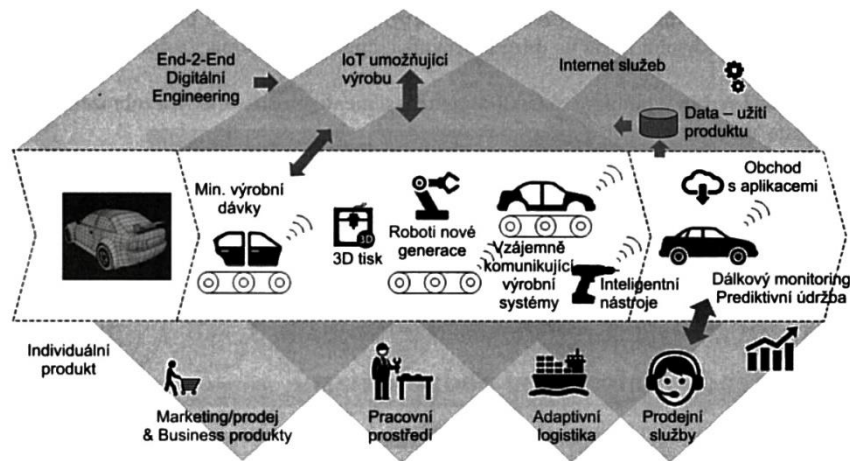 End-2-End
Digitální
Engineering
IoT umožňující
výrobu
Internet služeb
Data – užití
produktu
Min. výrobní
dávky
3D
3D tisk
Roboti nové
generace
Vzájemně
komunikující
výrobní
systémy
Inteligentní
nástroje
Obchod
s aplikacemi
Dálkový monitoring
Prediktivní údržba
Individuální
produkt
Marketing/prodej
& Business produkty
Pracovní
prostředí
Adaptivní
logistika
Prodejní
služby